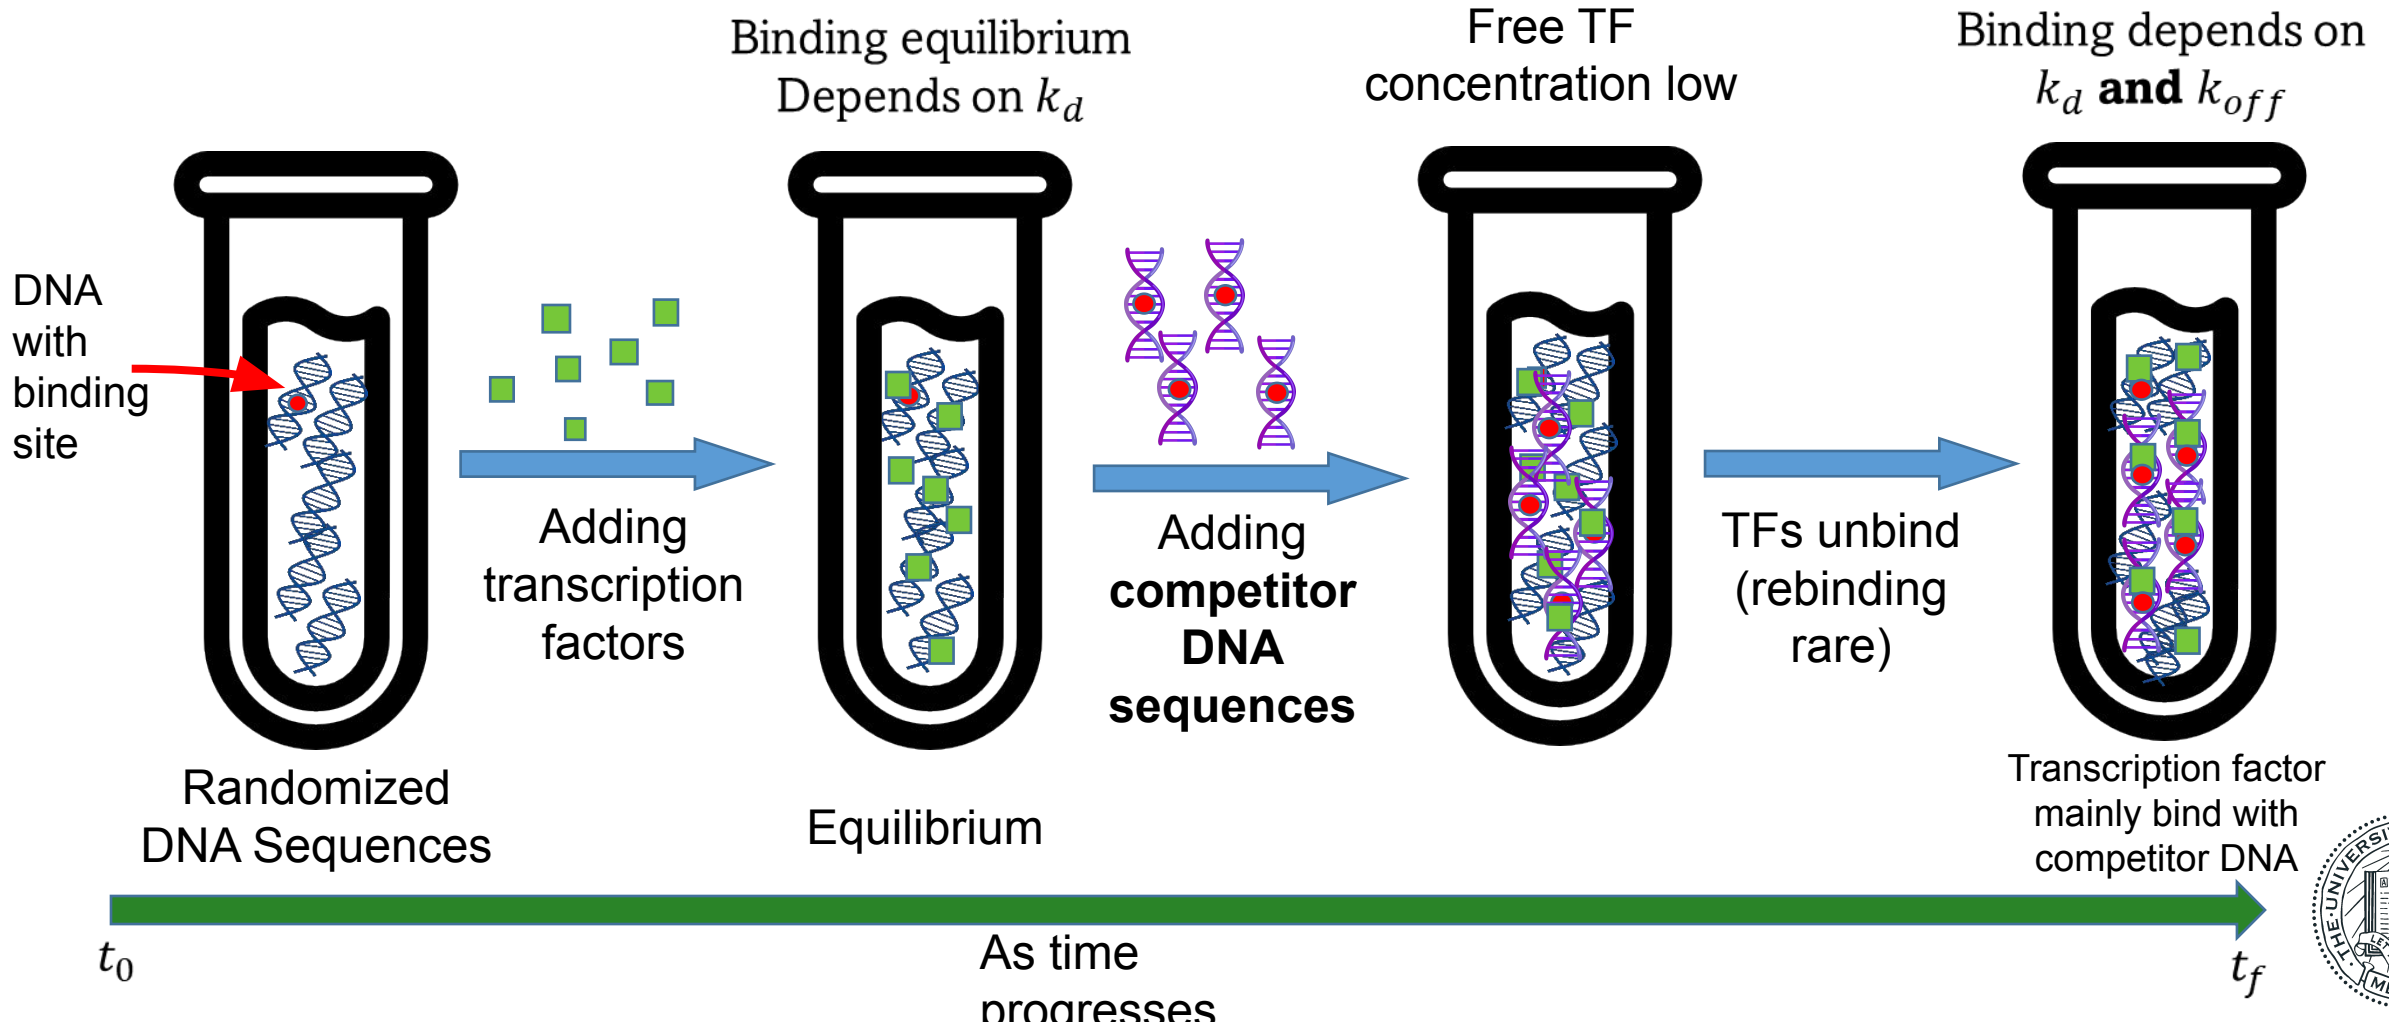 Binding equilibrium
Depends on k_d
Free TF
concentration low
Binding depends on
k_d and k_off
DNA
with
binding
site
Adding
transcription
factors
Adding
competitor
DNA
sequences
TFs unbind
(rebinding
rare)
Randomized
DNA Sequences
Equilibrium
Transcription factor
mainly bind with
competitor DNA
t_0
As time
progresses
t_f
THE·UNIVERSI